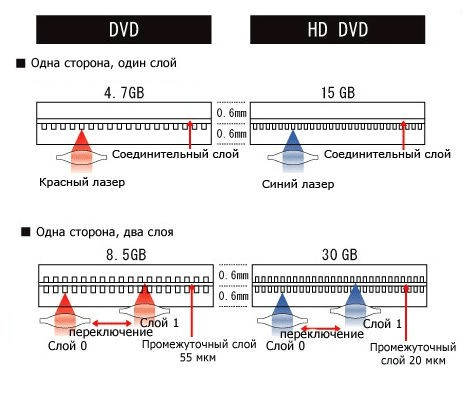 DVD
HD DVD
■ Одна сторона, один слой
4.7GB
15 GB
0.6mm
0.6mm
Соединительный слой
Соединительный слой
Красный лазер
Синий лазер
■ Одна сторона, два слоя
8.5GB
30 GB
0.6mm
0.6mm
Слой 1
Слой 1
переключение
переключение
Слой 0
Промежуточный слой
55 мкм
Слой 0
Промежуточный
слой 20 мкм